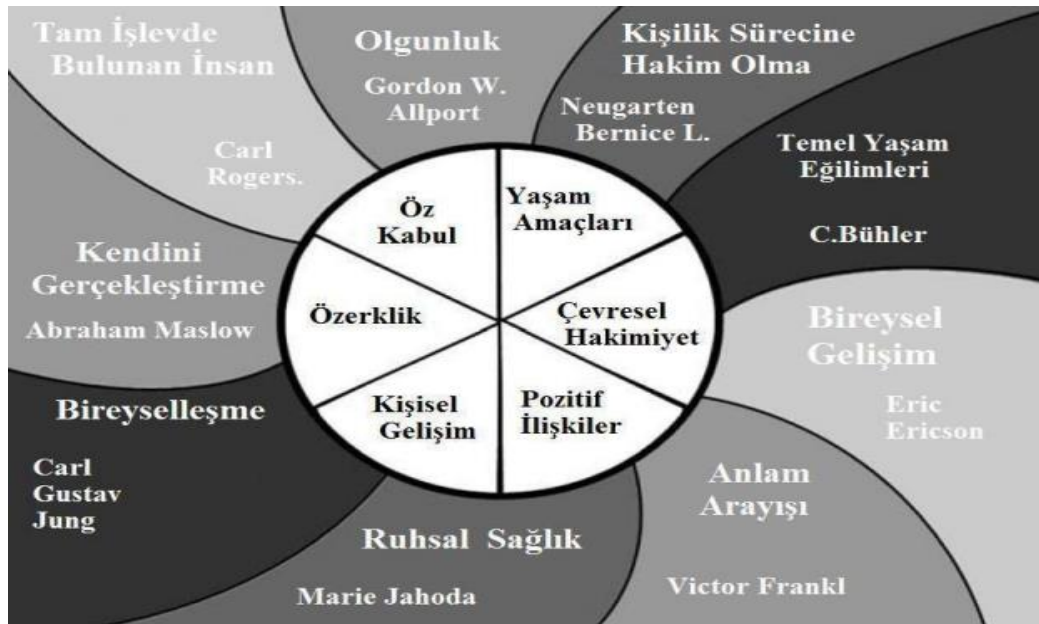 Tam İşlevde
Bulunan İnsan
Carl
Rogers.
Olgunluk
Gordon W.
Allport
Kişilik Sürecine
Hakim Olma
Neugarten
Bernice L.
Temel Yaşam
Eğilimleri
C.Bühler
Öz
Kabul
Yaşam
Amaçları
Kendini
Gerçekleştirme
Abraham Maslow
Özerklik
Çevresel
Hakimiyet
Bireysel
Gelişim
Eric
Ericson
Kişisel
Gelişim
Pozitif
İlişkiler
Bireyselleşme
Carl
Gustav
Jung
Anlam
Arayışı
Victor Frankl
Ruhsal Sağlık
Marie Jahoda